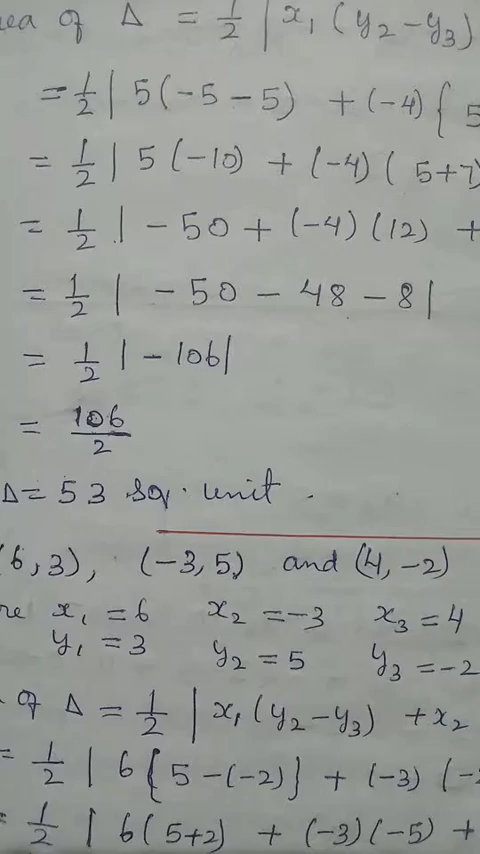 ea of Δ = 1/2 | x₁ (y₂ - y₃)
= 1/2 | 5(-5 - 5) + (-4) { 5
= 1/2 | 5 (-10) + (-4) ( 5+7)
= 1/2 | - 50 + (-4) (12) +
= 1/2 | - 50 - 48 - 8 |
= 1/2 | - 106 |
= 106/2
Δ = 53 sq. unit .
(6, 3), (-3, 5) and (4, -2)
re x₁ = 6 x₂ = -3 x₃ = 4
y₁ = 3 y₂ = 5 y₃ = -2
of Δ = 1/2 | x₁ (y₂ - y₃) + x₂
= 1/2 | 6 { 5 - (-2)} + (-3) (-2
= 1/2 | 6( 5+2) + (-3) (-5) +